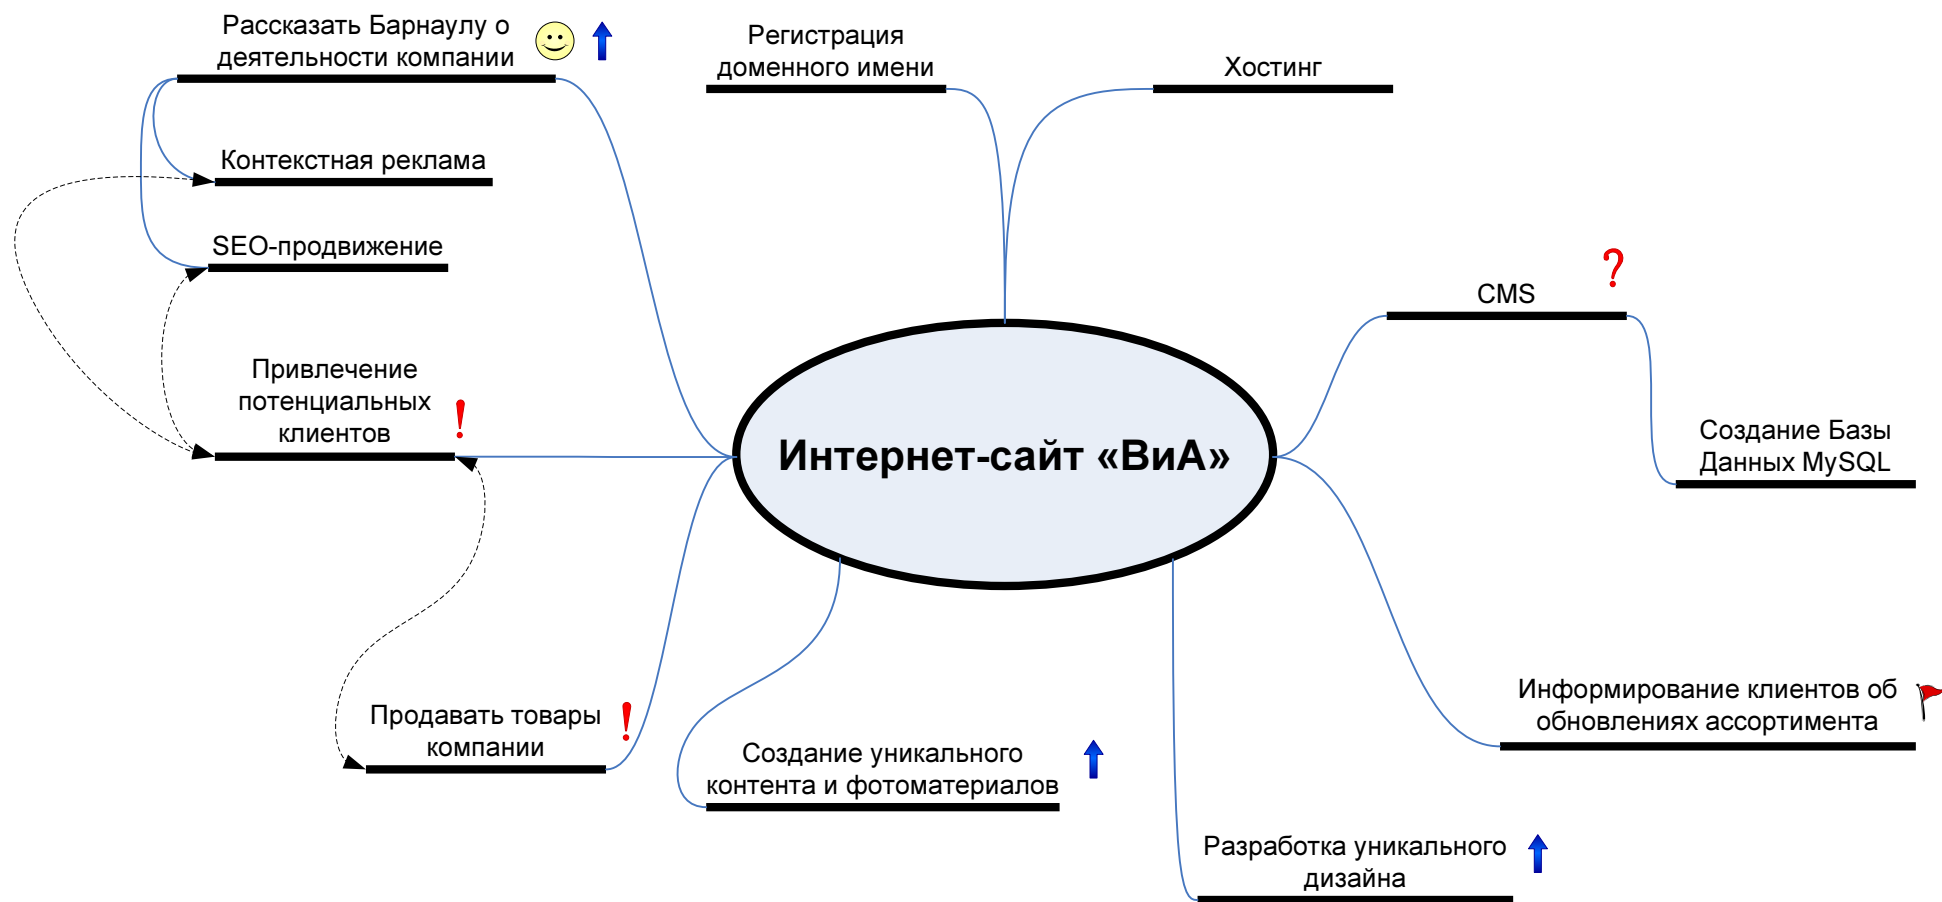 Рассказать Барнаулу о
деятельности компании
Регистрация
доменного имени
Хостинг
Контекстная реклама
SEO-продвижение
CMS
Привлечение
потенциальных
клиентов
Интернет-сайт «ВиА»
Создание Базы
Данных MySQL
Продавать товары
компании
Создание уникального
контента и фотоматериалов
Информирование клиентов об
обновлениях ассортимента
Разработка уникального
дизайна